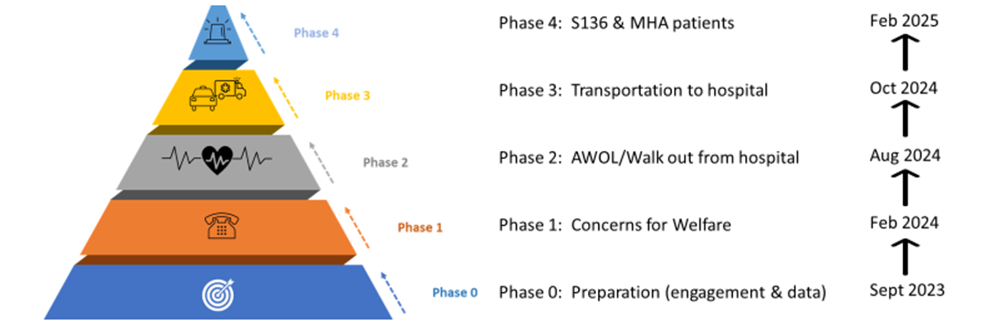 Phase 4
Phase 4: S136 & MHA patients
Feb 2025
Phase 3
Phase 3: Transportation to hospital
Oct 2024
Phase 2
Phase 2: AWOL/Walk out from hospital
Aug 2024
Phase 1
Phase 1: Concerns for Welfare
Feb 2024
Phase 0
Phase 0: Preparation (engagement & data)
Sept 2023